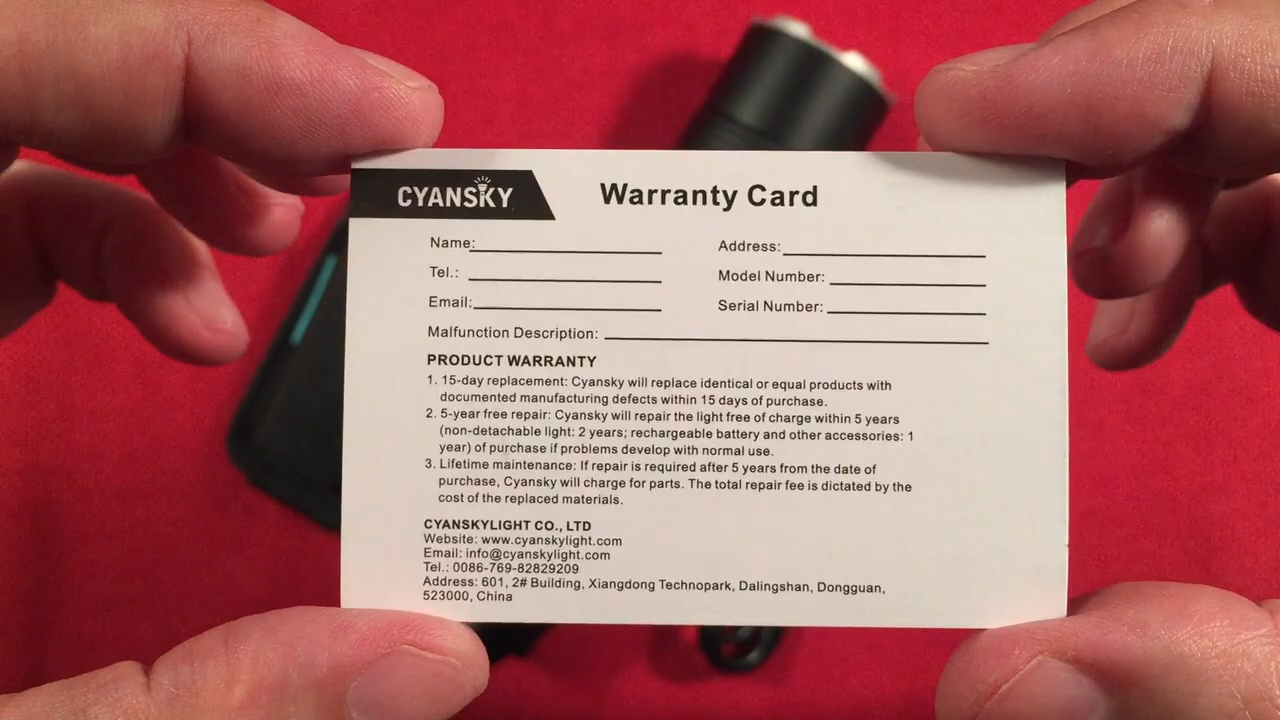 CYANSKY
Warranty Card
Name: Address:
Tel.: Model Number:
Email: Serial Number:
Malfunction Description:
PRODUCT WARRANTY
1. 15-day replacement: Cyansky will replace identical or equal products with
documented manufacturing defects within 15 days of purchase.
2. 5-year free repair: Cyansky will repair the light free of charge within 5 years
(non-detachable light: 2 years; rechargeable battery and other accessories: 1
year) of purchase if problems develop with normal use.
3. Lifetime maintenance: If repair is required after 5 years from the date of
purchase, Cyansky will charge for parts. The total repair fee is dictated by the
cost of the replaced materials.
CYANSKYLIGHT CO., LTD
Website: www.cyanskylight.com
Email: info@cyanskylight.com
Tel.: 0086-769-82829209
Address: 601, 2# Building, Xiangdong Technopark, Dalingshan, Dongguan,
523000, China